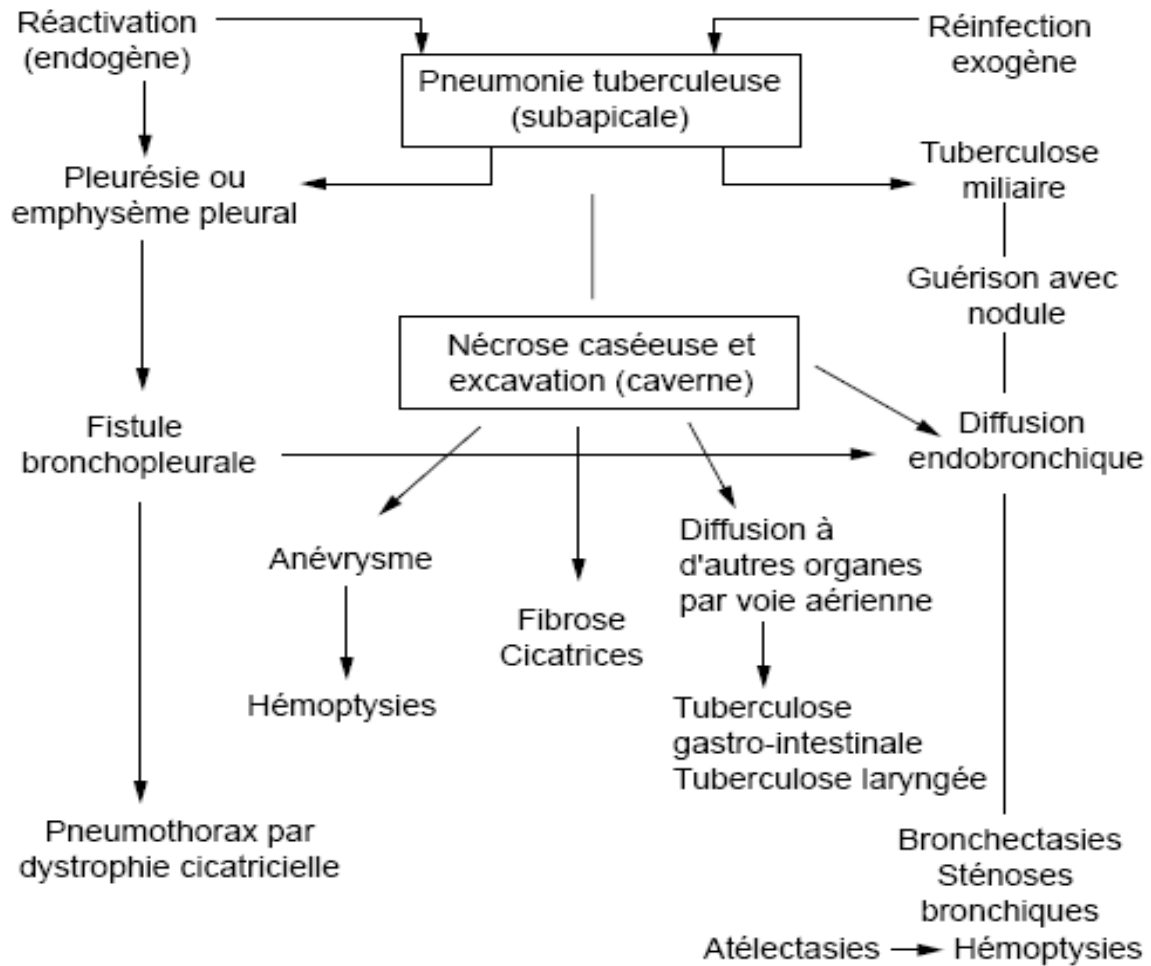 Réactivation
(endogène)
Réinfection
exogène
Pneumonie tuberculeuse
(subapicale)
Pleurésie ou
emphysème pleural
Tuberculose
miliaire
Guérison avec
nodule
Nécrose caséeuse et
excavation (caverne)
Fistule
bronchopleurale
Diffusion
endobronchique
Anévrysme
Fibrose
Cicatrices
Diffusion à
d'autres organes
par voie aérienne
Hémoptysies
Tuberculose
gastro-intestinale
Tuberculose laryngée
Pneumothorax par
dystrophie cicatricielle
Bronchectasies
Sténoses
bronchiques
Atélectasies
Hémoptysies